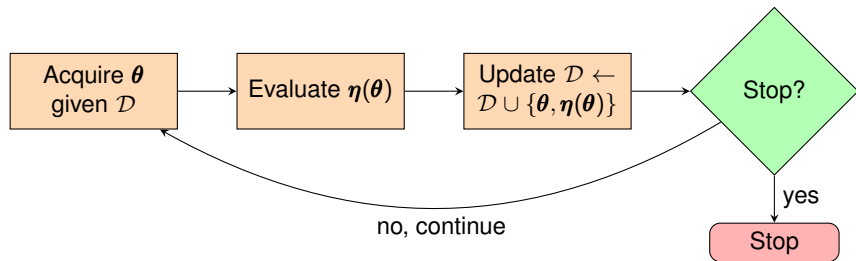 Acquire θ
given 𝒟
Evaluate η(θ)
Update 𝒟 ←
𝒟 ∪ {θ, η(θ)}
Stop?
no, continue
yes
Stop